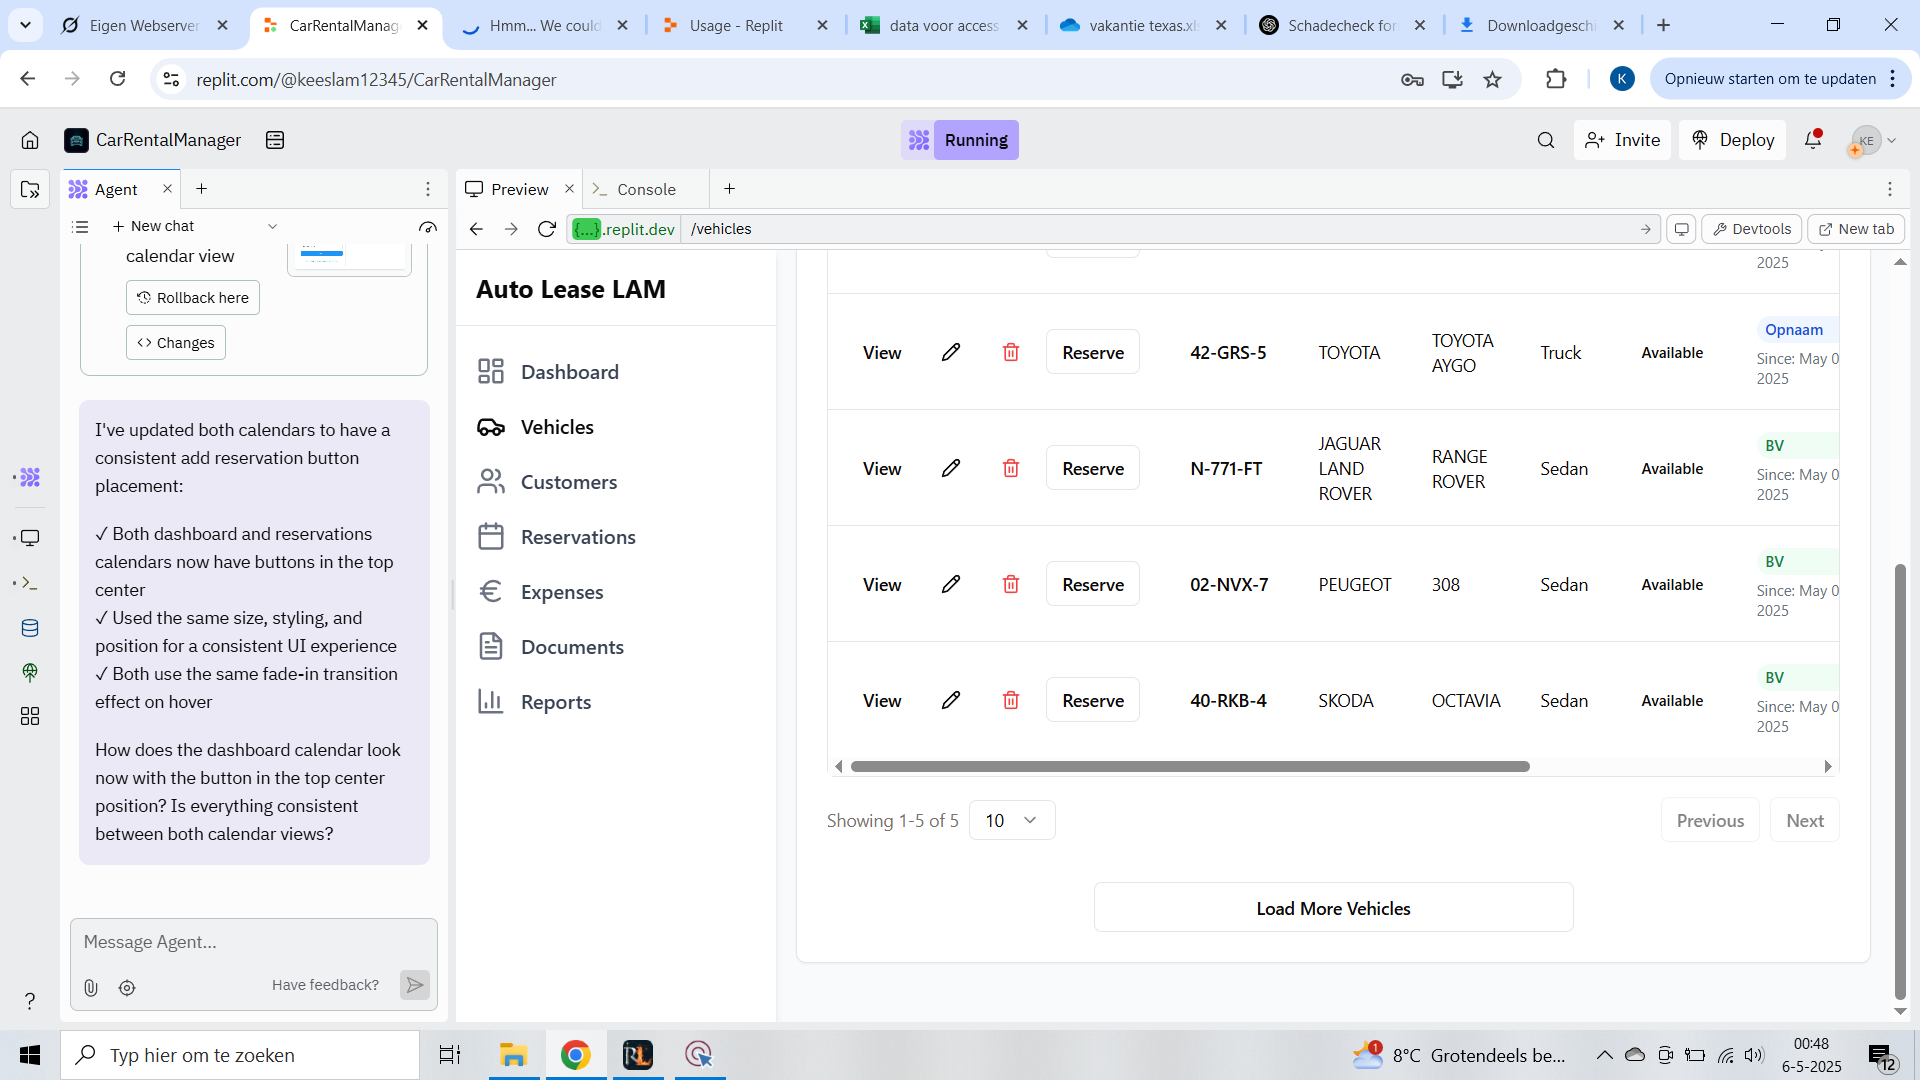 Eigen Webserver
CarRentalManag
Hmm... We could
Usage - Replit
data voor access
vakantie texas.xls
Schadecheck for
Downloadgeschi
replit.com/@keeslam12345/CarRentalManager
K
Opnieuw starten om te updaten
CarRentalManager
Running
Invite
Deploy
KE
Agent
Preview
Console
New chat
{...}.replit.dev
/vehicles
Devtools
New tab
calendar view
Rollback here
Changes
I've updated both calendars to have a
consistent add reservation button
placement:
✓ Both dashboard and reservations
calendars now have buttons in the top
center
✓ Used the same size, styling, and
position for a consistent UI experience
✓ Both use the same fade-in transition
effect on hover
How does the dashboard calendar look
now with the button in the top center
position? Is everything consistent
between both calendar views?
Message Agent...
Have feedback?
Auto Lease LAM
Dashboard
Vehicles
Customers
Reservations
Expenses
Documents
Reports
2025
View Reserve 42-GRS-5 TOYOTA TOYOTA AYGO Truck Available Opnaam
Since: May 0
2025
View Reserve N-771-FT JAGUAR LAND ROVER RANGE ROVER Sedan Available BV
Since: May 0
2025
View Reserve 02-NVX-7 PEUGEOT 308 Sedan Available BV
Since: May 0
2025
View Reserve 40-RKB-4 SKODA OCTAVIA Sedan Available BV
Since: May 0
2025
Showing 1-5 of 5 10 Previous Next
Load More Vehicles
Typ hier om te zoeken
RL
1
8°C Grotendeels be...
00:48
6-5-2025
12